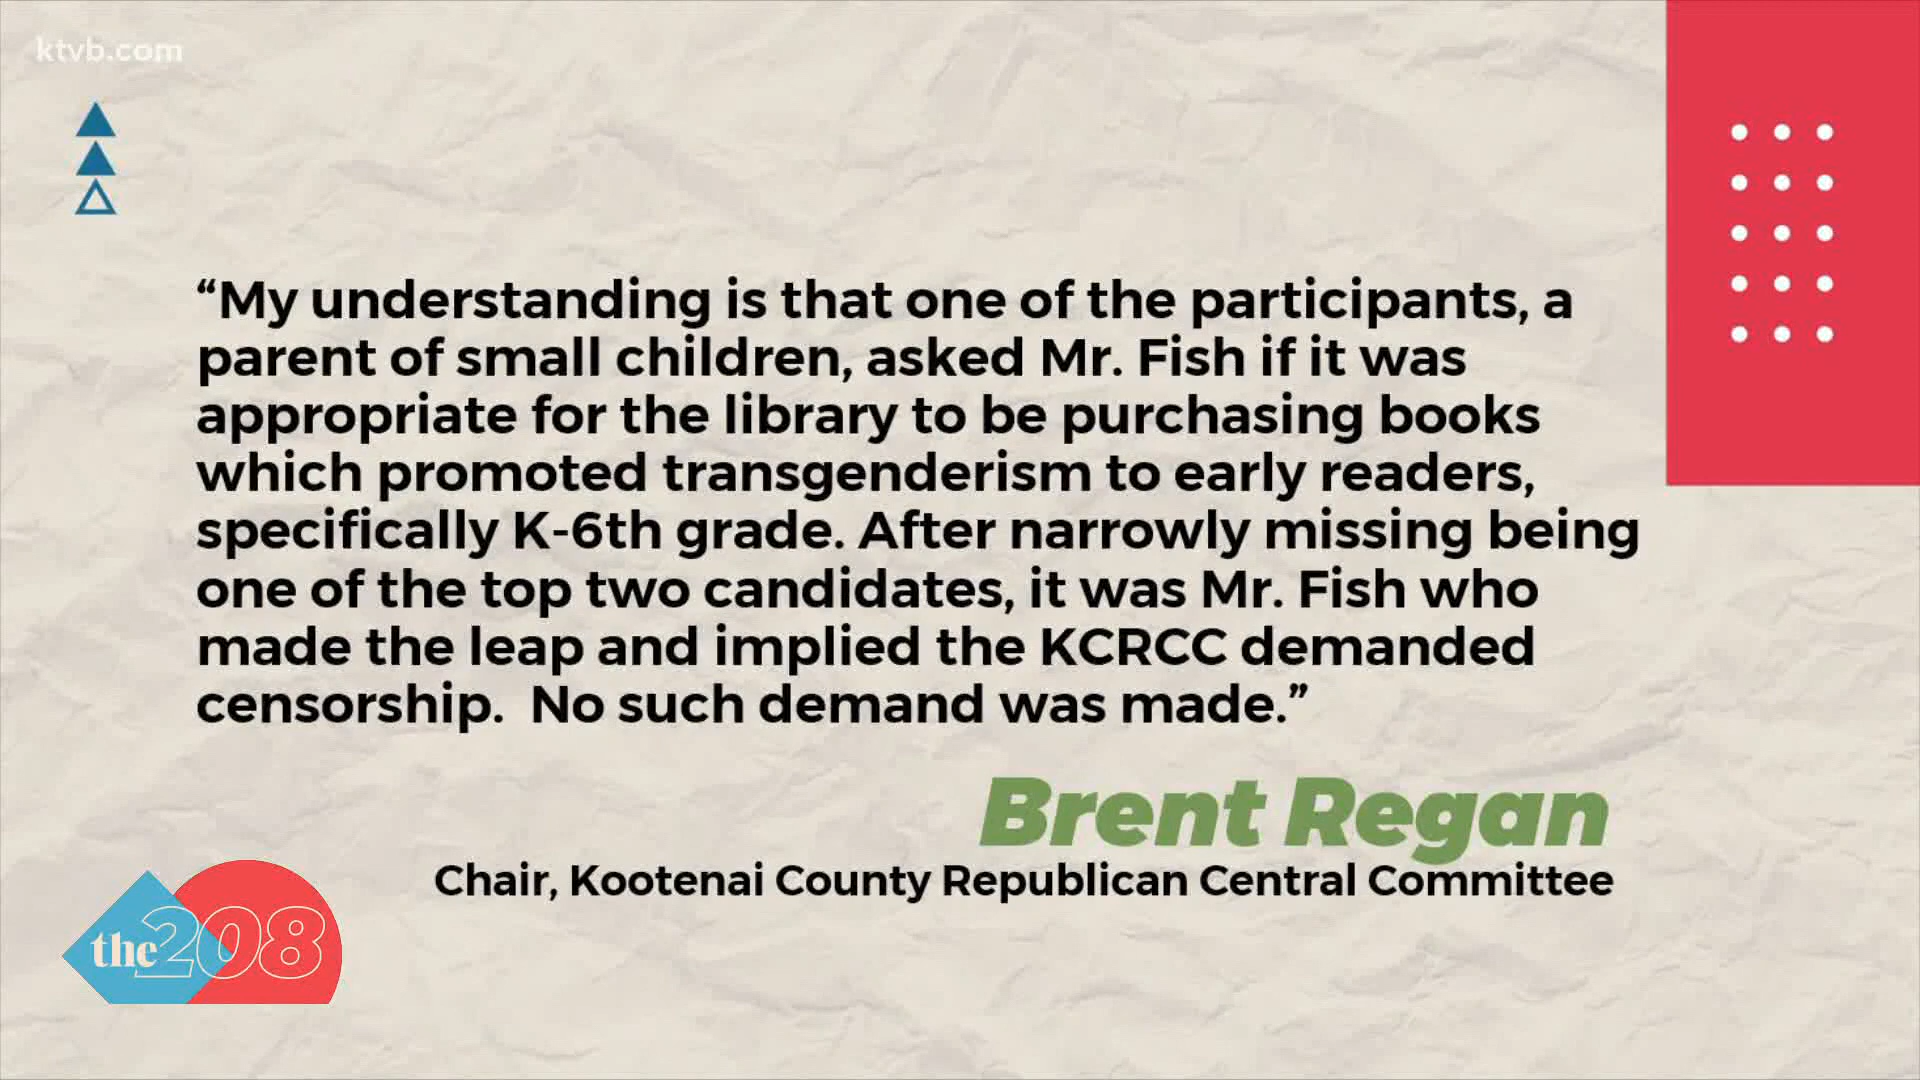 ktvb.com
“My understanding is that one of the participants, a
parent of small children, asked Mr. Fish if it was
appropriate for the library to be purchasing books
which promoted transgenderism to early readers,
specifically K-6th grade. After narrowly missing being
one of the top two candidates, it was Mr. Fish who
made the leap and implied the KCRCC demanded
censorship.  No such demand was made.”
Brent Regan
Chair, Kootenai County Republican Central Committee
the 208